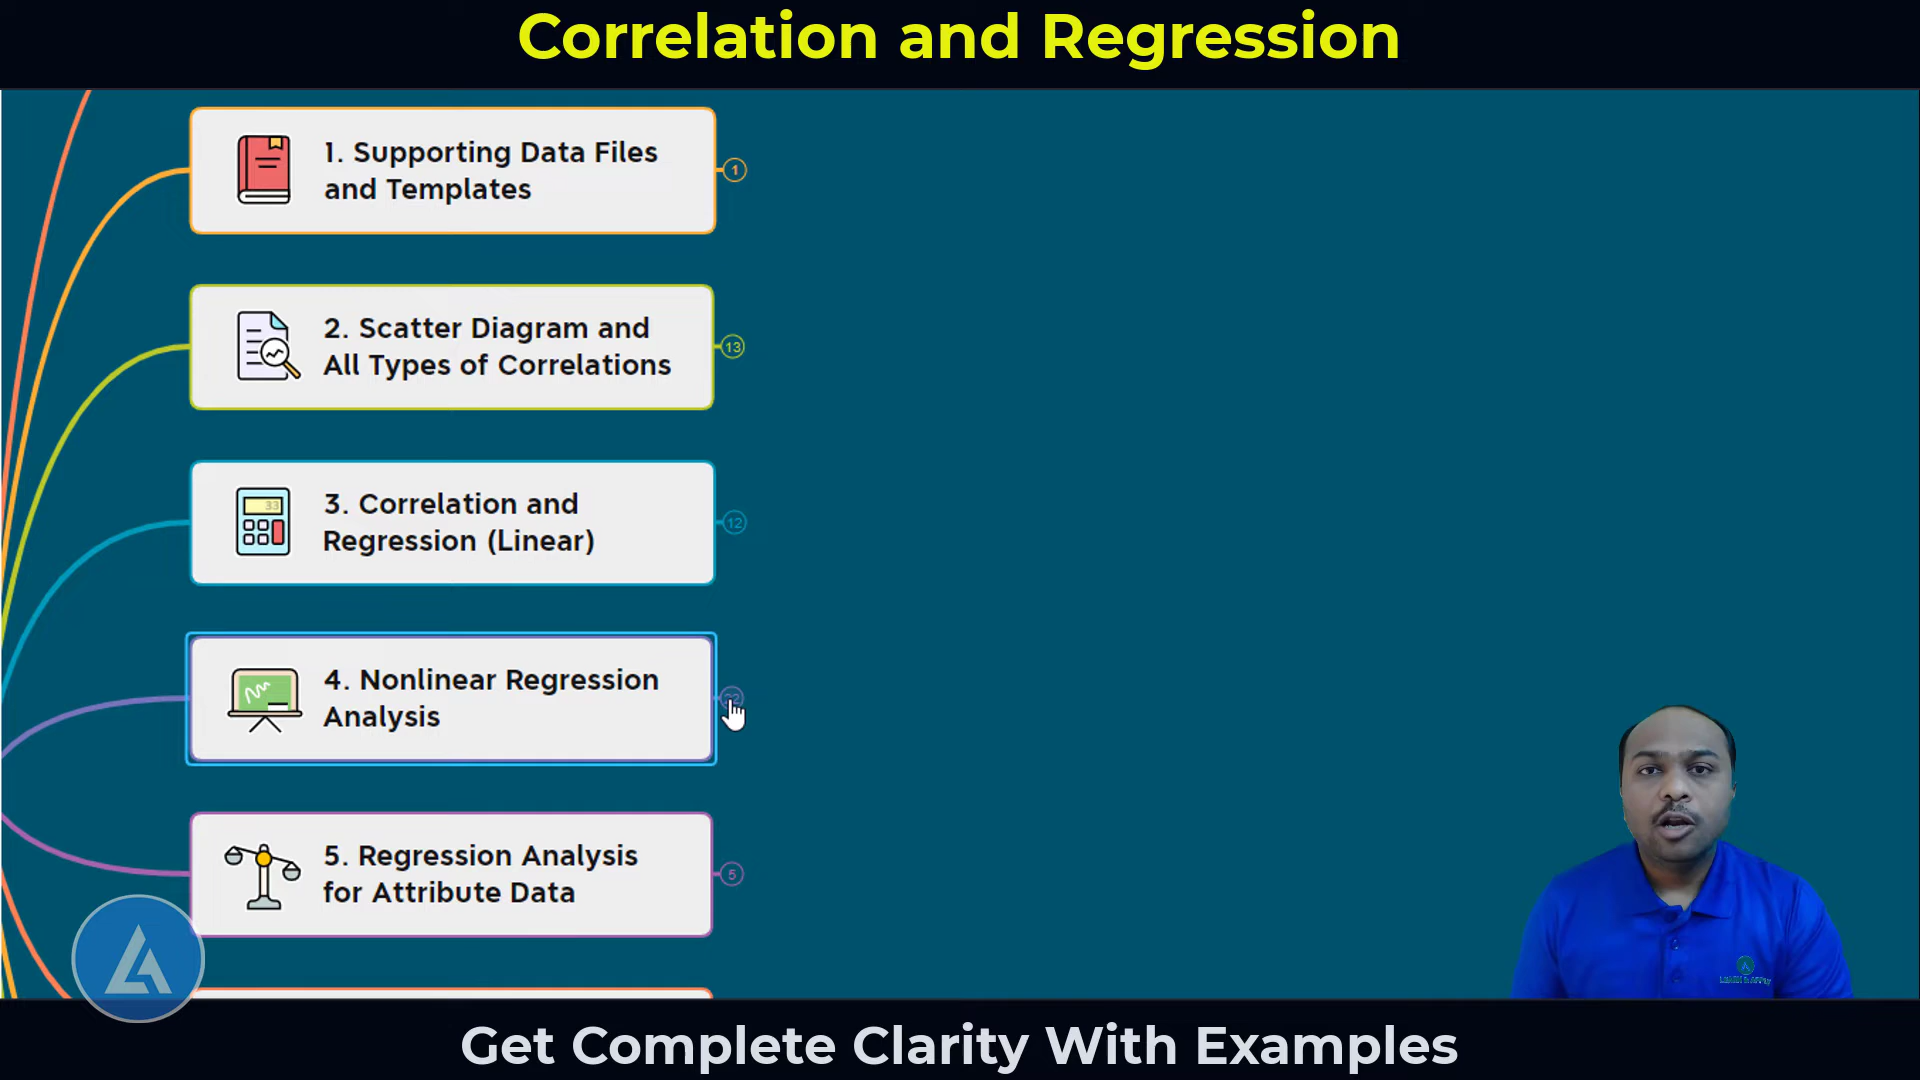 Correlation and Regression
1. Supporting Data Files
and Templates
1
2. Scatter Diagram and
All Types of Correlations
13
33
3. Correlation and
Regression (Linear)
12
4. Nonlinear Regression
Analysis
5. Regression Analysis
for Attribute Data
5
Get Complete Clarity With Examples